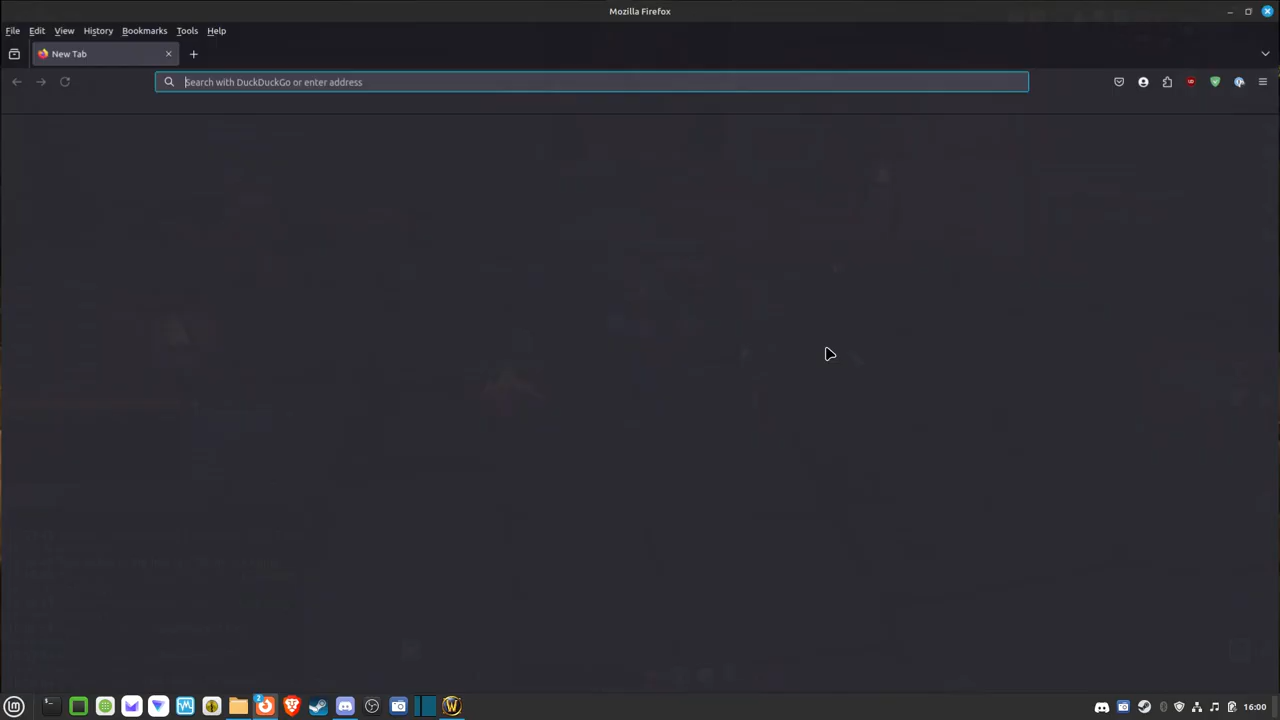 Mozilla Firefox
File Edit View History Bookmarks Tools Help
New Tab
Search with DuckDuckGo or enter address
2
16:00